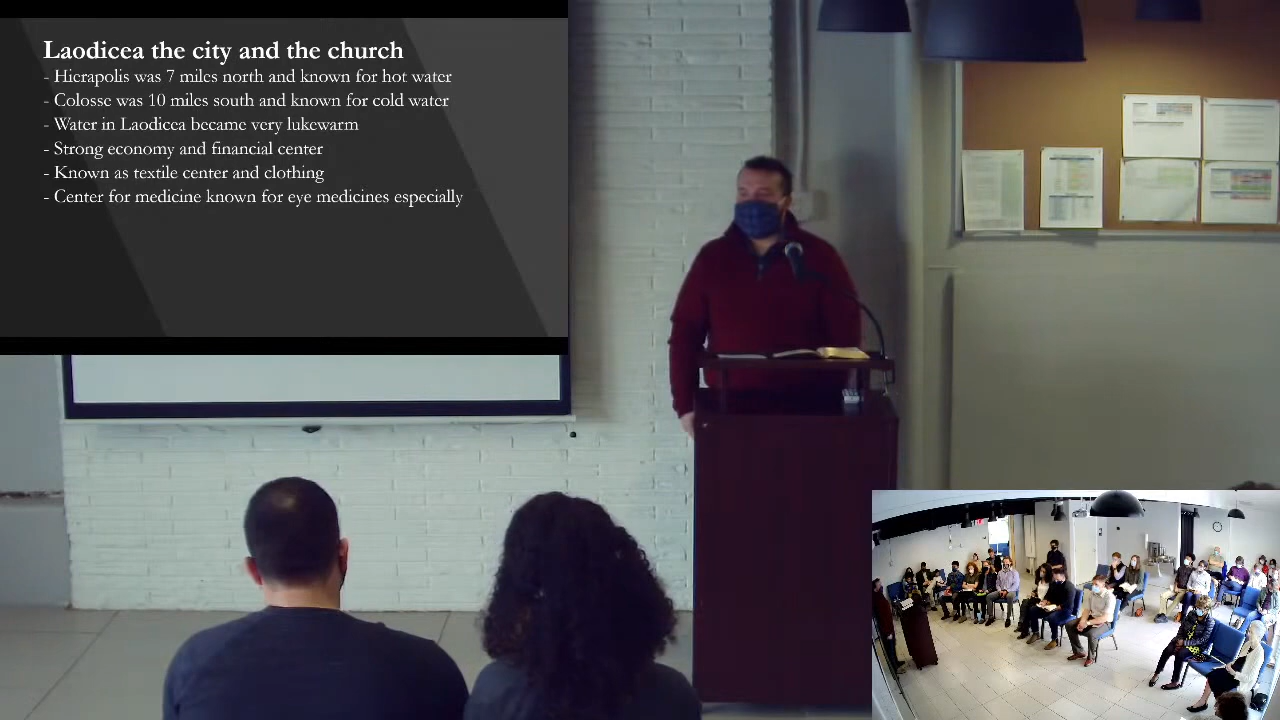 Laodicea the city and the church
- Hierapolis was 7 miles north and known for hot water
- Colosse was 10 miles south and known for cold water
- Water in Laodicea became very lukewarm
- Strong economy and financial center
- Known as textile center and clothing
- Center for medicine known for eye medicines especially